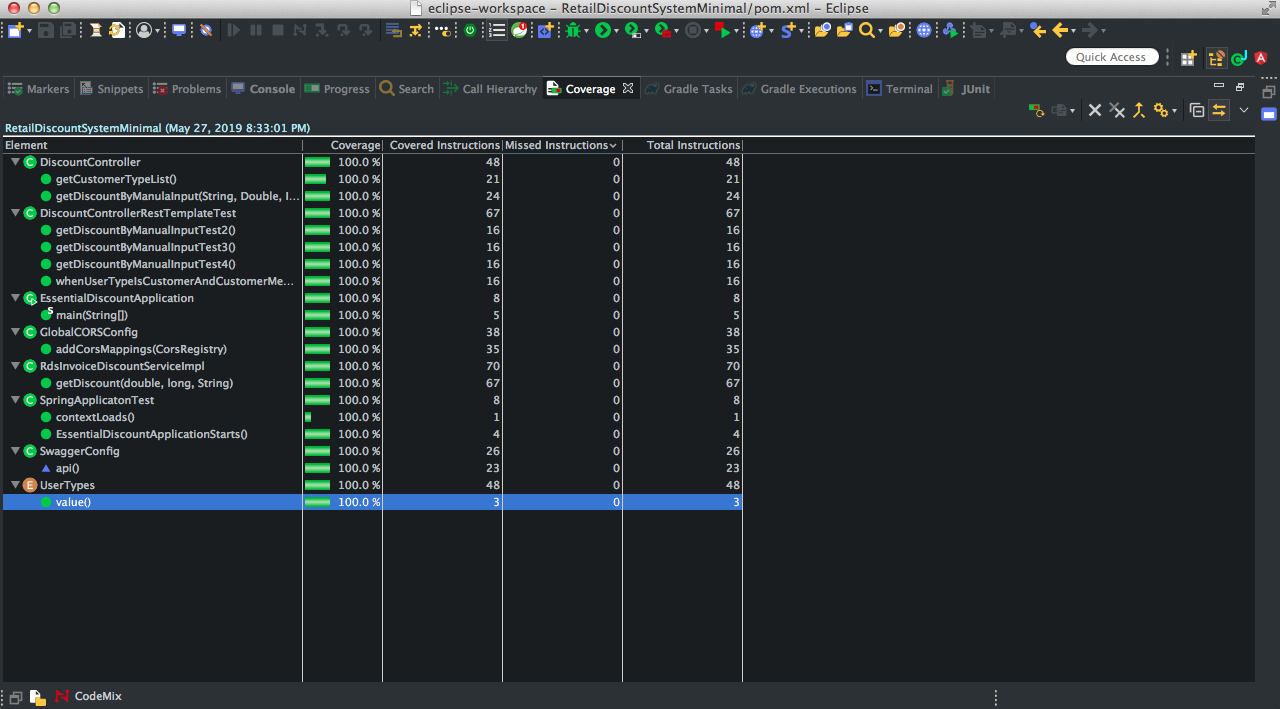 eclipse-workspace - RetailDiscountSystemMinimal/pom.xml - Eclipse
Quick Access
Markers Snippets Problems Console Progress Search Call Hierarchy Coverage Gradle Tasks Gradle Executions Terminal JUnit
RetailDiscountSystemMinimal (May 27, 2019 8:33:01 PM)
Element Coverage Covered Instructions Missed Instructions Total Instructions
DiscountController 100.0 % 48 0 48
getCustomerTypeList() 100.0 % 21 0 21
getDiscountByManulaInput(String, Double, I... 100.0 % 24 0 24
DiscountControllerRestTemplateTest 100.0 % 67 0 67
getDiscountByManualInputTest2() 100.0 % 16 0 16
getDiscountByManualInputTest3() 100.0 % 16 0 16
getDiscountByManualInputTest4() 100.0 % 16 0 16
whenUserTypeIsCustomerAndCustomerMe... 100.0 % 16 0 16
EssentialDiscountApplication 100.0 % 8 0 8
main(String[]) 100.0 % 5 0 5
GlobalCORSConfig 100.0 % 38 0 38
addCorsMappings(CorsRegistry) 100.0 % 35 0 35
RdsInvoiceDiscountServiceImpl 100.0 % 70 0 70
getDiscount(double, long, String) 100.0 % 67 0 67
SpringApplicatonTest 100.0 % 8 0 8
contextLoads() 100.0 % 1 0 1
EssentialDiscountApplicationStarts() 100.0 % 4 0 4
SwaggerConfig 100.0 % 26 0 26
api() 100.0 % 23 0 23
UserTypes 100.0 % 48 0 48
value() 100.0 % 3 0 3
CodeMix